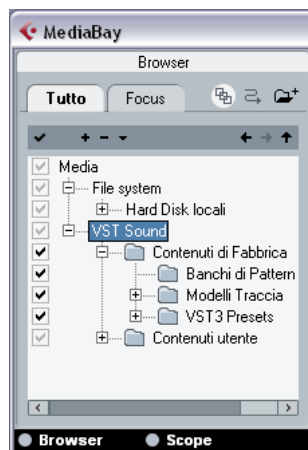 MediaBay
Browser
Tutto Focus
Media
File system
Hard Disk locali
VST Sound
Contenuti di Fabbrica
Banchi di Pattern
Modelli Traccia
VST3 Presets
Contenuti utente
Browser Scope